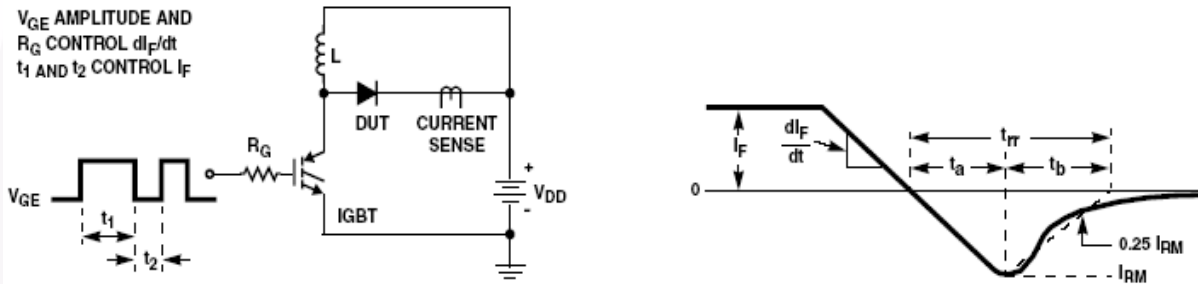 V_GE AMPLITUDE AND
R_G CONTROL dI_F/dt
t_1 AND t_2 CONTROL I_F
L
DUT
CURRENT
SENSE
R_G
V_GE
IGBT
+
V_DD
-
t_1
t_2
I_F
dI_F
dt
t_rr
t_a
t_b
0
0.25 I_RM
I_RM